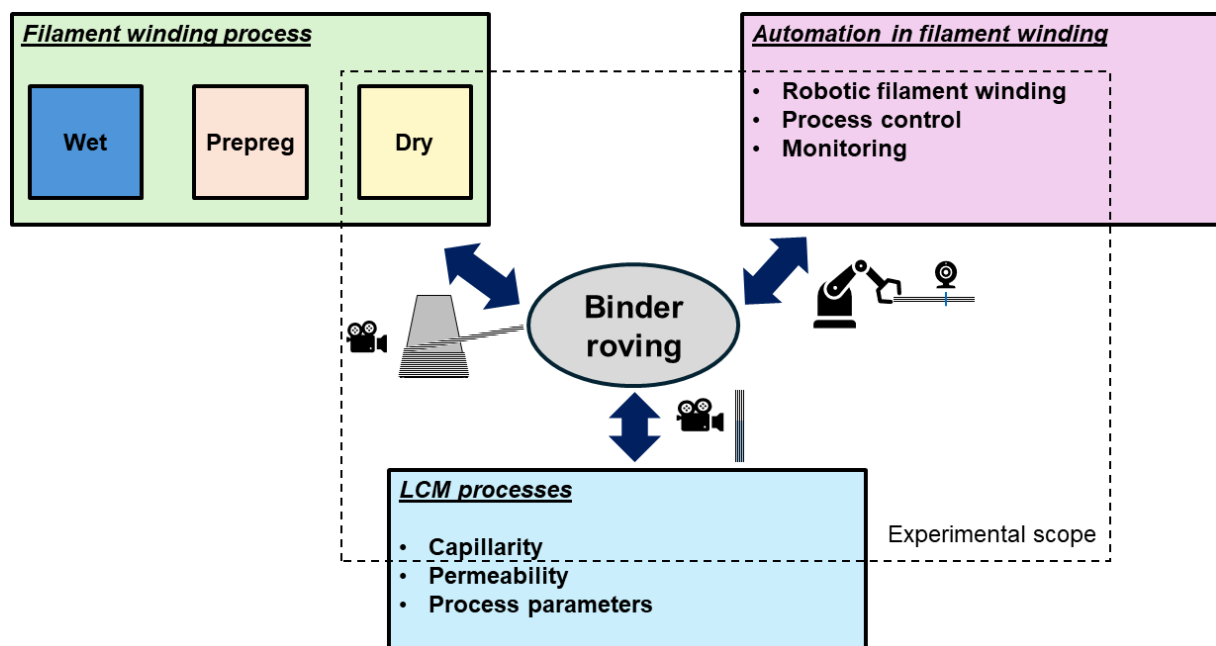 Filament winding process
Wet
Prepreg
Dry
Automation in filament winding
• Robotic filament winding
• Process control
• Monitoring
Binder
roving
LCM processes
• Capillarity
• Permeability
• Process parameters
Experimental scope